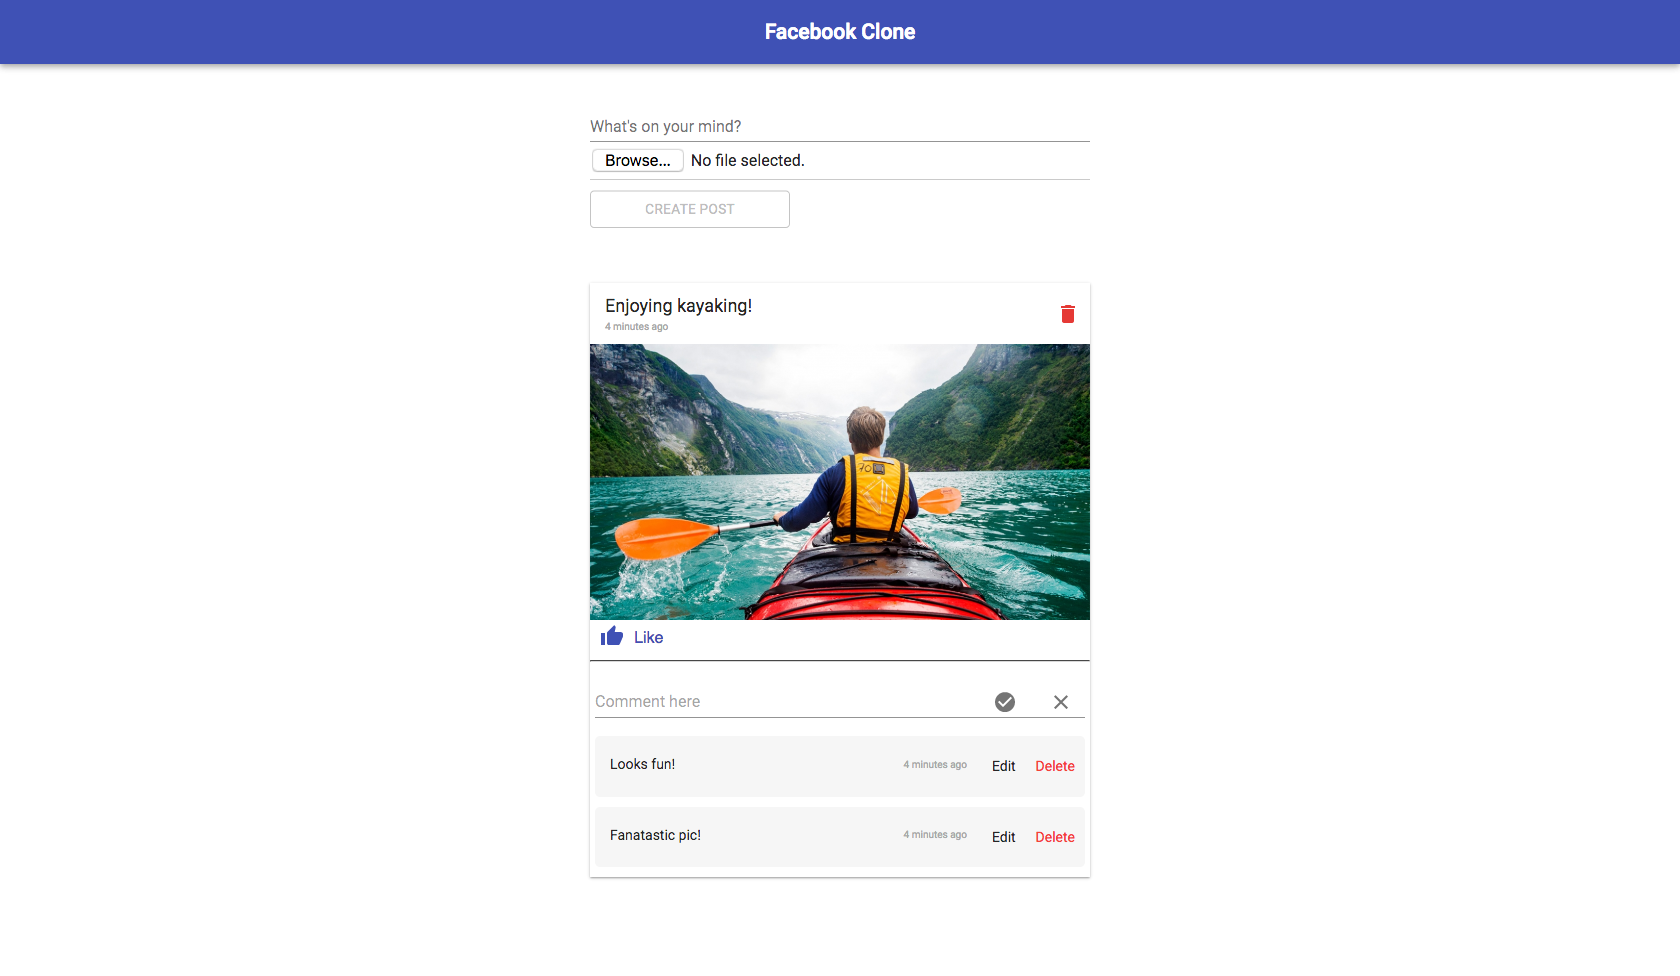 Facebook Clone
What's on your mind?
Browse... No file selected.
CREATE POST
Enjoying kayaking!
4 minutes ago
70
Like
Comment here
Looks fun! 4 minutes ago Edit Delete
Fanatastic pic! 4 minutes ago Edit Delete